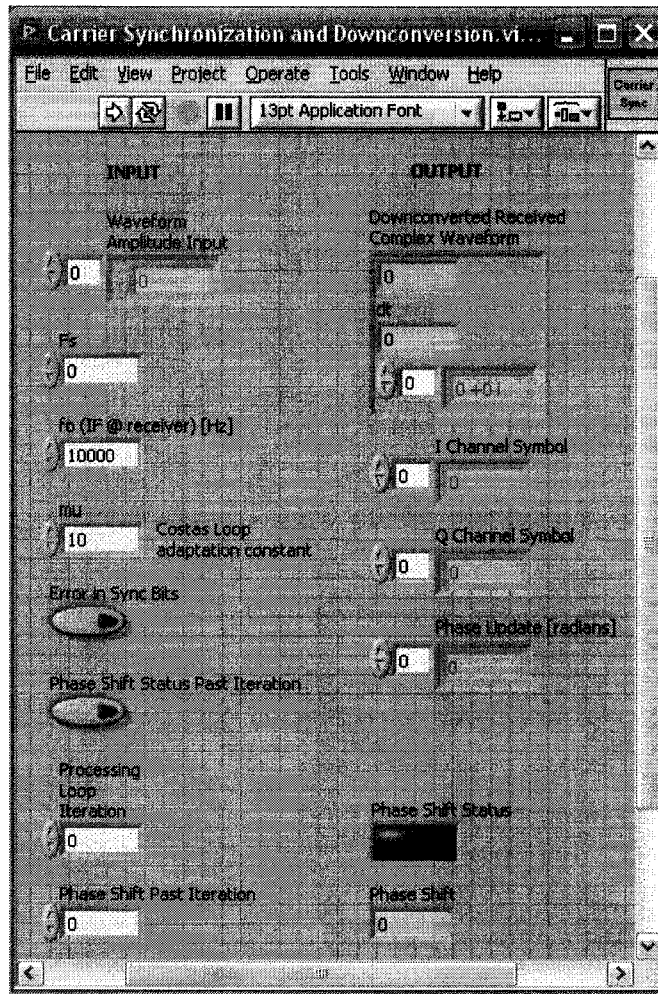 Carrier Synchronization and Downconversion.vi...
File Edit View Project Operate Tools Window Help
Carrier
Sync
13pt Application Font
INPUT
OUTPUT
Waveform
Amplitude Input
0
0
Downconverted Received
Complex Waveform
0
dt
0
0
0 +0 i
Fs
0
fo (IF @ receiver) [Hz]
10000
I Channel Symbol
0
0
mu
10
Costas Loop
adaptation constant
Q Channel Symbol
0
0
Error in Sync Bits
Phase Update [radians]
0
0
Phase Shift Status Past Iteration
Processing
Loop
Iteration
0
Phase Shift Status
Phase Shift Past Iteration
0
Phase Shift
0